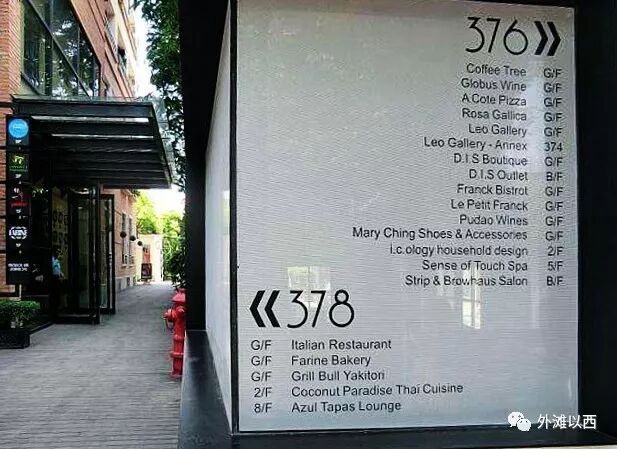 376 »
Coffee Tree G/F
Globus Wine G/F
A Cote Pizza G/F
Rosa Gallica G/F
Leo Gallery G/F
Leo Gallery - Annex 374
D.I.S Boutique G/F
D.I.S Outlet B/F
Franck Bistrot G/F
Le Petit Franck G/F
Pudao Wines G/F
Mary Ching Shoes & Accessories G/F
i.c.ology household design 2/F
Sense of Touch Spa 5/F
Strip & Browhaus Salon B/F
« 378
G/F Italian Restaurant
G/F Farine Bakery
G/F Grill Bull Yakitori
2/F Coconut Paradise Thai Cuisine
8/F Azul Tapas Lounge
外滩以西